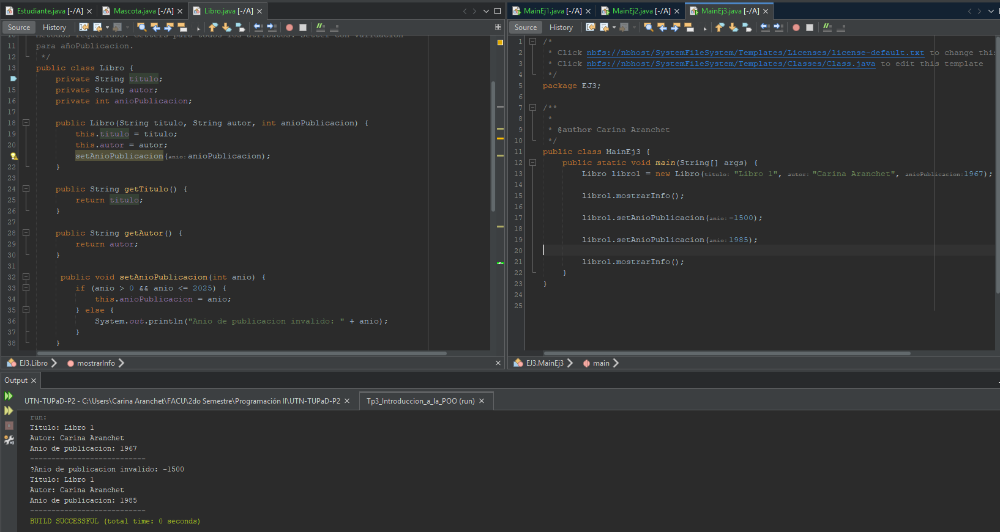 Estudiante.java [-/A]
Mascota.java [-/A]
Libro.java [-/A]
Source
History
11 para añoPublicacion.
12 */
13 public class Libro {
private String titulo;
15 private String autor;
16 private int anioPublicacion;
17
18 public Libro(String titulo, String autor, int anioPublicacion) {
19 this.titulo = titulo;
20 this.autor = autor;
setAnioPublicacion(anio: anioPublicacion);
22 }
23
24 public String getTitulo() {
25 return titulo;
26 }
27
28 public String getAutor() {
29 return autor;
30 }
31
32 public void setAnioPublicacion(int anio) {
33 if (anio > 0 && anio <= 2025) {
34 this.anioPublicacion = anio;
35 } else {
36 System.out.println("Anio de publicacion invalido: " + anio);
37 }
38 }
EJ3.Libro
mostrarInfo
MainEj1.java [-/A]
MainEj2.java [-/A]
MainEj3.java [-/A]
Source
History
1 /*
2 * Click nbfs://nbhost/SystemFileSystem/Templates/Licenses/license-default.txt to change this
3 * Click nbfs://nbhost/SystemFileSystem/Templates/Classes/Class.java to edit this template
4 */
5 package EJ3;
6
7 /**
8 *
9 * @author Carina Aranchet
10 */
11 public class MainEj3 {
12 public static void main(String[] args) {
13 Libro libro1 = new Libro(titulo: "Libro 1", autor: "Carina Aranchet", anioPublicacion:1967);
14
15 libro1.mostrarInfo();
16
17 libro1.setAnioPublicacion(anio: -1500);
18
19 libro1.setAnioPublicacion(anio: 1985);
20
21 libro1.mostrarInfo();
22 }
23 }
24
25
EJ3.MainEj3
main
Output
UTN-TUPaD-P2 - C:\Users\Carina Aranchet\FACU\2do Semestre\Programación II\UTN-TUPaD-P2
Tp3_Introduccion_a_la_POO (run)
run:
Titulo: Libro 1
Autor: Carina Aranchet
Anio de publicacion: 1967
---------------------------
?Anio de publicacion invalido: -1500
Titulo: Libro 1
Autor: Carina Aranchet
Anio de publicacion: 1985
---------------------------
BUILD SUCCESSFUL (total time: 0 seconds)